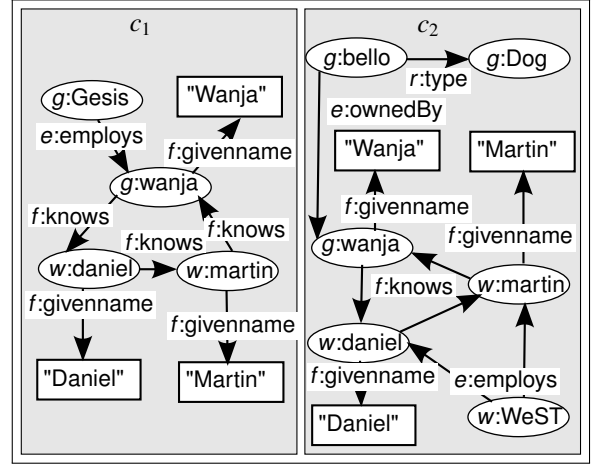 c1
g:Gesis
"Wanja"
e:employs
f:givenname
g:wanja
f:knows
f:knows
f:knows
w:daniel
w:martin
f:givenname
f:givenname
"Daniel"
"Martin"
c2
g:bello
g:Dog
r:type
e:ownedBy
"Wanja"
"Martin"
f:givenname
f:givenname
g:wanja
f:knows
w:martin
w:daniel
f:givenname
e:employs
"Daniel"
w:WeST